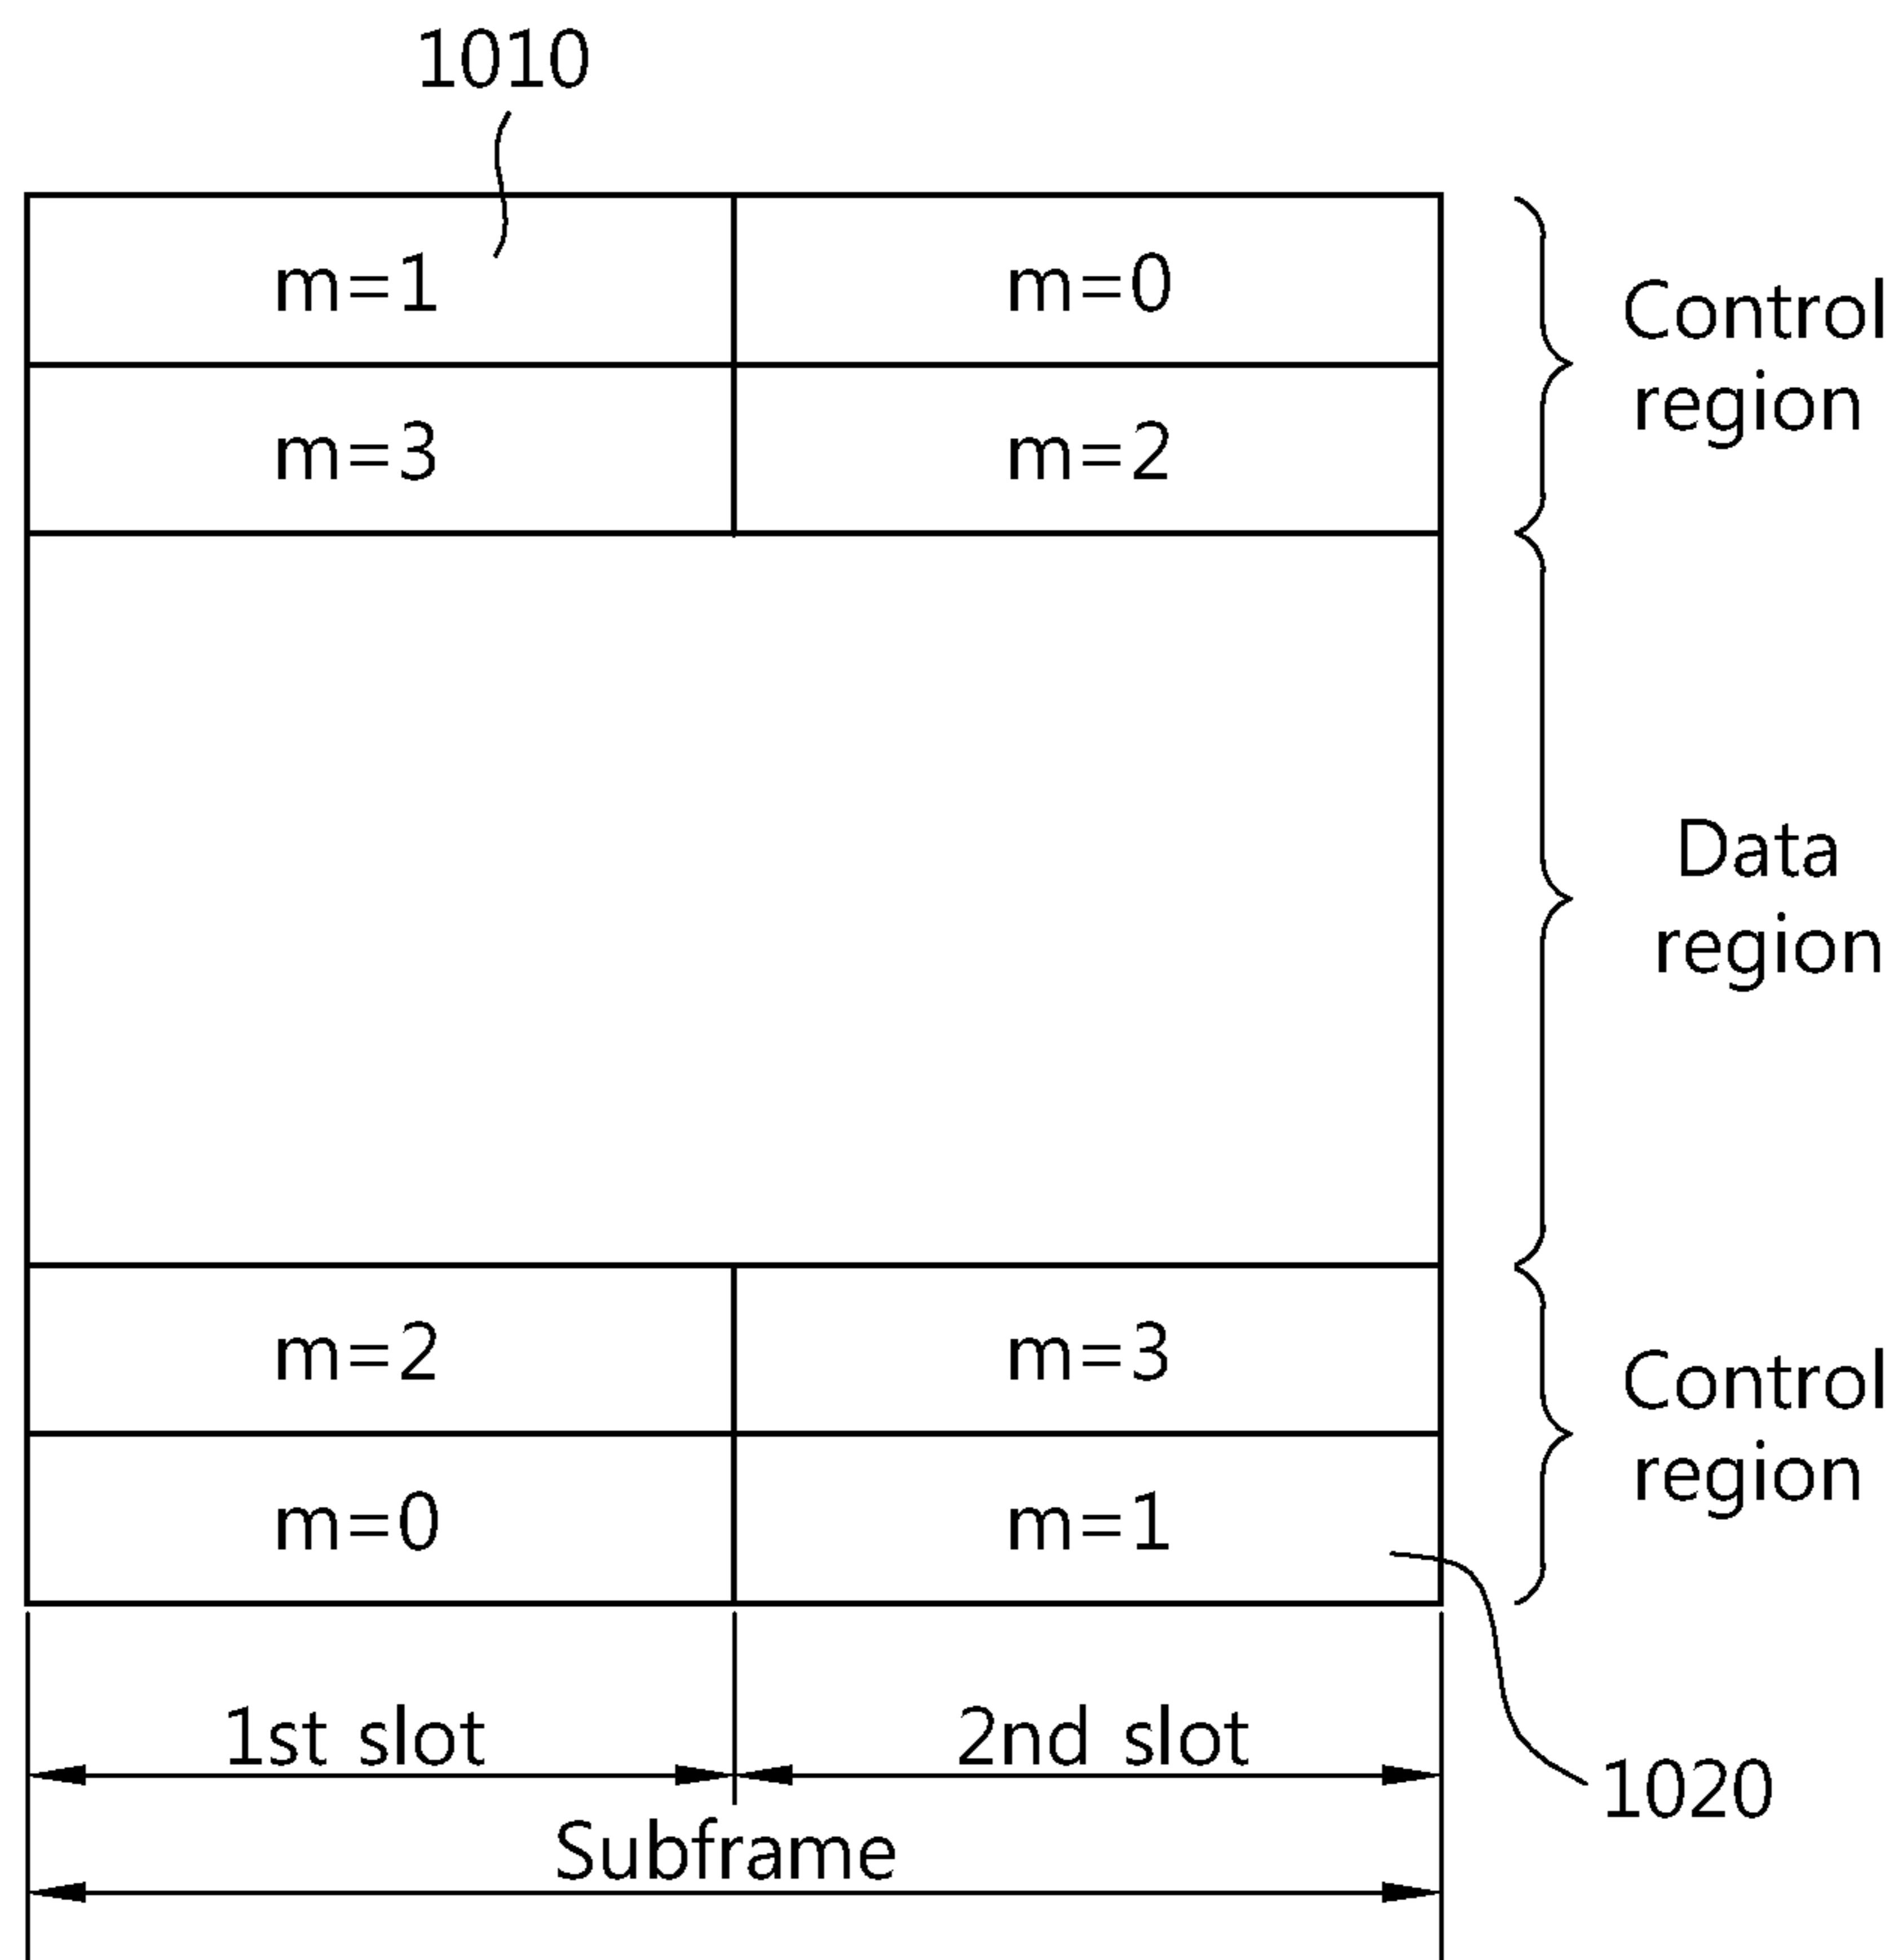 1010
m=1 m=0
Control
region
m=3 m=2
Data
region
m=2 m=3
Control
region
m=0 m=1
1st slot 2nd slot
1020
Subframe